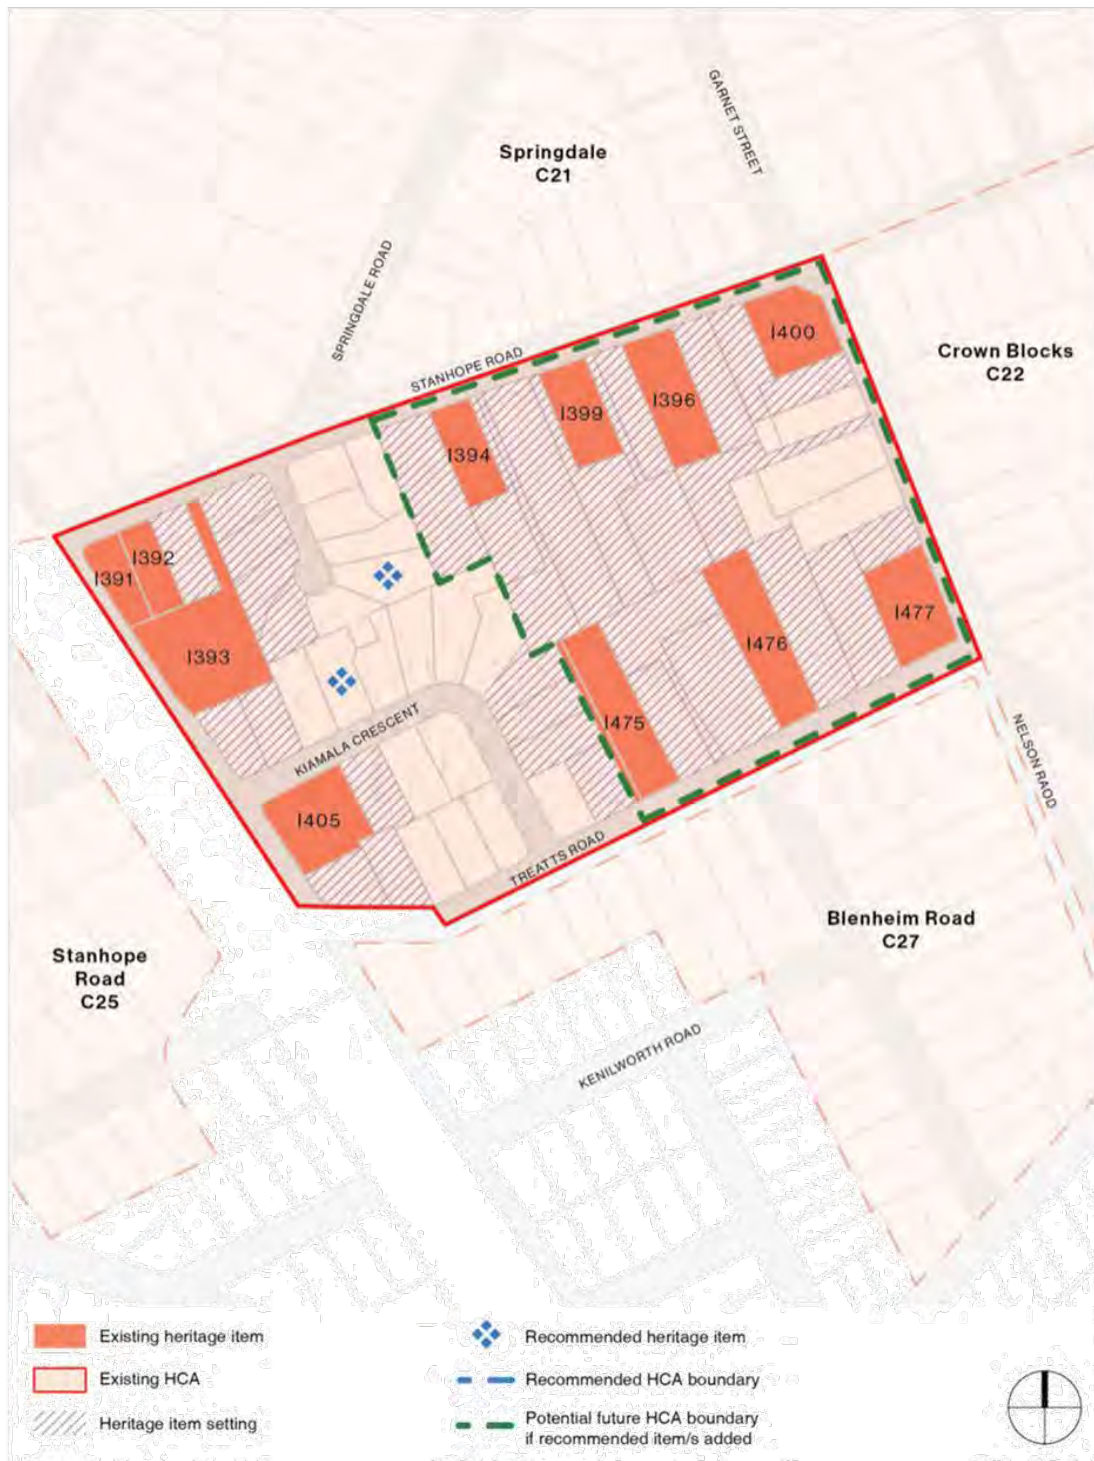 GARNET STREET
Springdale
C21
SPRINGDALE ROAD
STANHOPE ROAD
I400
Crown Blocks
C22
I396
I399
I394
I392
I391
I393
I477
I476
I475
KIAMALA CRESCENT
NELSON RAOD
I405
TREATTS ROAD
Blenheim Road
C27
Stanhope
Road
C25
KENILWORTH ROAD
Existing heritage item
Existing HCA
Heritage item setting
Recommended heritage item
Recommended HCA boundary
Potential future HCA boundary
if recommended item/s added